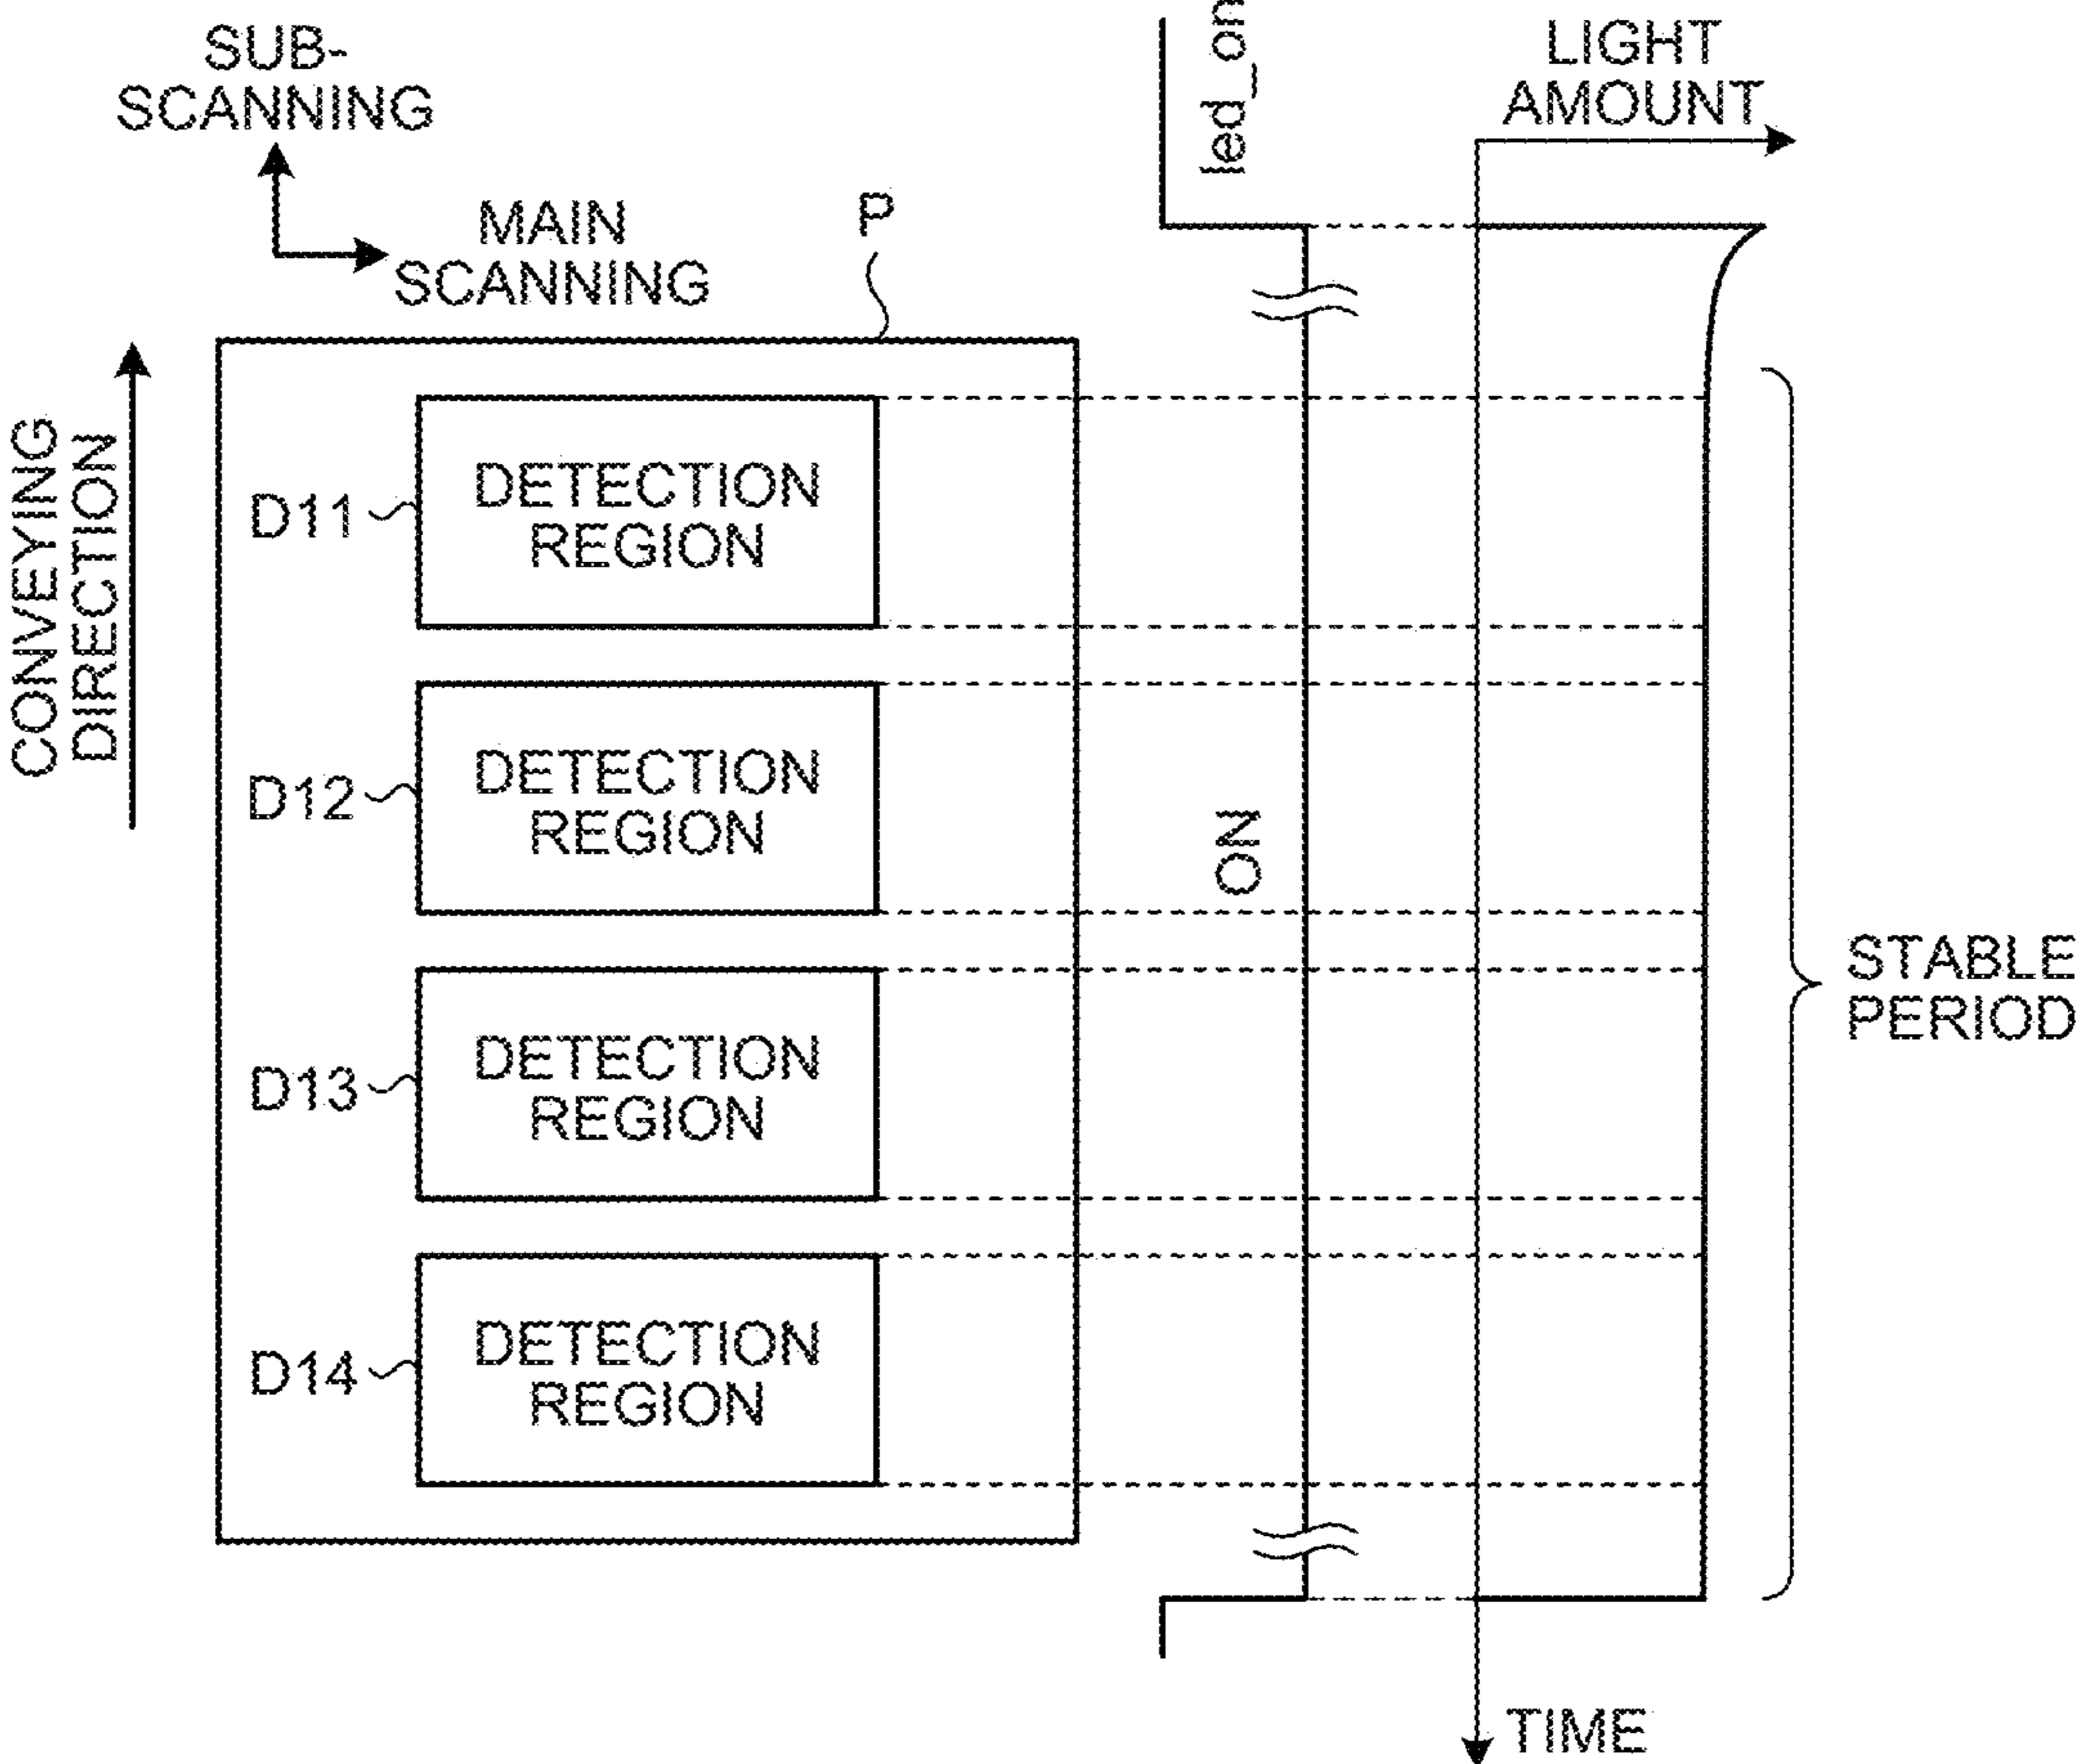 SUB-
SCANNING
MAIN
SCANNING
P
led_on
LIGHT
AMOUNT
CONVEYING
DIRECTION
D11
DETECTION
REGION
D12
DETECTION
REGION
ON
D13
DETECTION
REGION
STABLE
PERIOD
D14
DETECTION
REGION
TIME